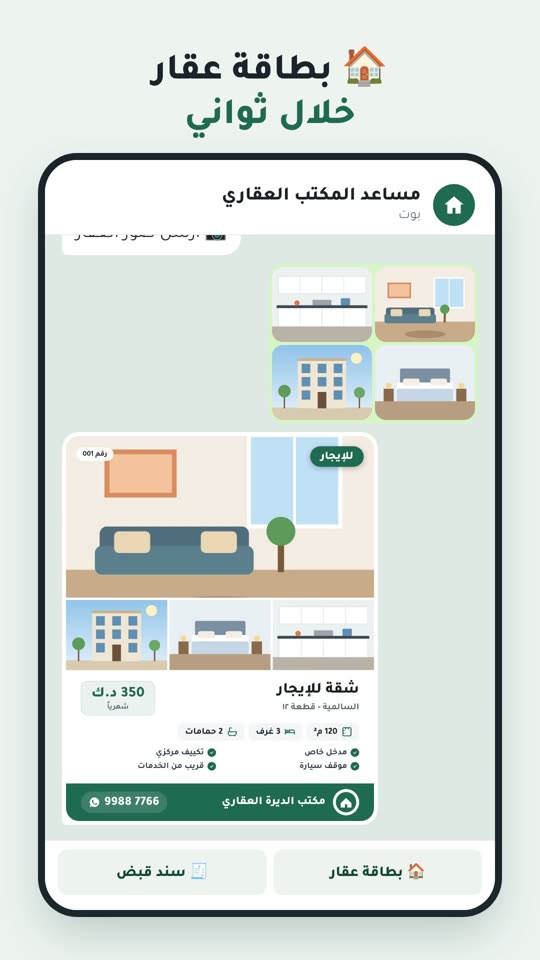 🏠 بطاقة عقار
خلال ثواني
مساعد المكتب العقاري
بوت
للإيجار
رقم 001
شقة للإيجار
350 د.ك
السالمية - قطعة ١٢
شهرياً
120 م²
3 غرف
2 حمامات
مدخل خاص
تكييف مركزي
موقف سيارة
قريب من الخدمات
مكتب الديرة العقاري
9988 7766
🏠 بطاقة عقار
🧾 سند قبض